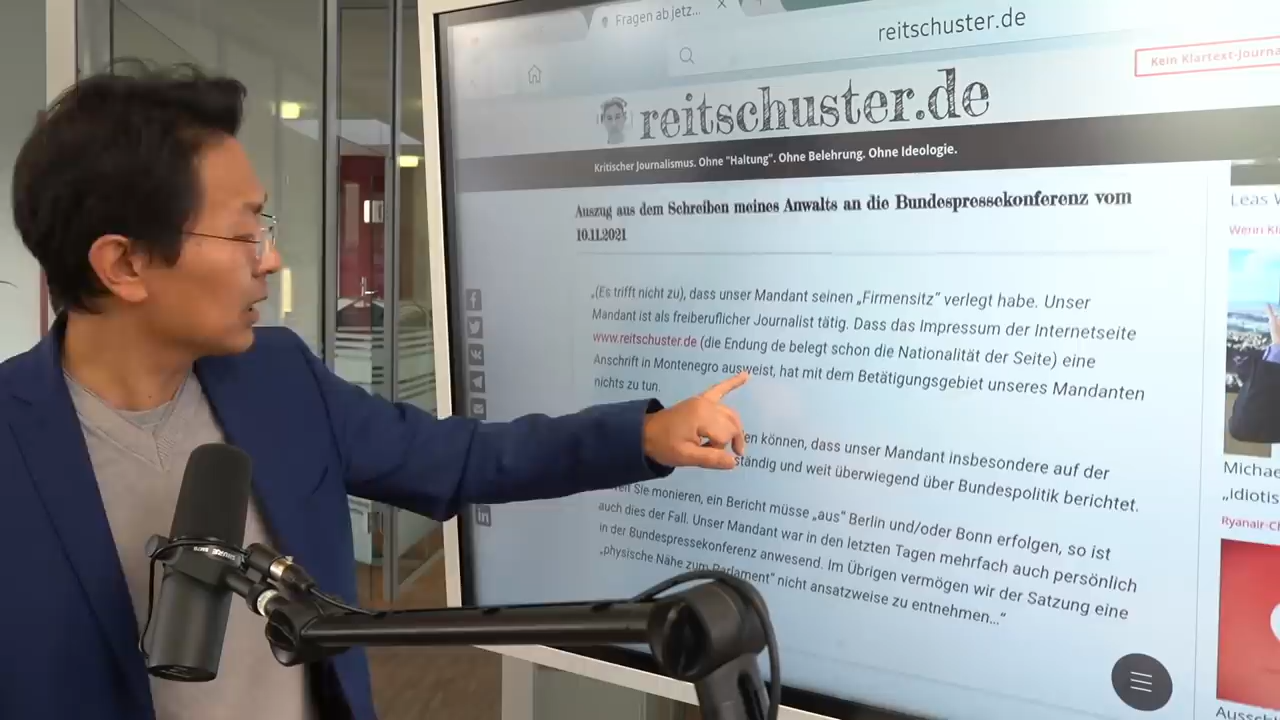 Fragen ab jetz...
reitschuster.de
Kein Klartext-Journa
reitschuster.de
Kritischer Journalismus. Ohne "Haltung". Ohne Belehrung. Ohne Ideologie.
Auszug aus dem Schreiben meines Anwalts an die Bundespressekonferenz vom
10.11.2021
„(Es trifft nicht zu), dass unser Mandant seinen „Firmensitz“ verlegt habe. Unser
Mandant ist als freiberuflicher Journalist tätig. Dass das Impressum der Internetseite
www.reitschuster.de (die Endung de belegt schon die Nationalität der Seite) eine
Anschrift in Montenegro ausweist, hat mit dem Betätigungsgebiet unseres Mandanten
nichts zu tun.
en können, dass unser Mandant insbesondere auf der
ständig und weit überwiegend über Bundespolitik berichtet.
Sie monieren, ein Bericht müsse „aus“ Berlin und/oder Bonn erfolgen, so ist
auch dies der Fall. Unser Mandant war in den letzten Tagen mehrfach auch persönlich
in der Bundespressekonferenz anwesend. Im Übrigen vermögen wir der Satzung eine
„physische Nähe zum Parlament“ nicht ansatzweise zu entnehmen...“
Leas W
Wenn Kl
Michae
„Idiotis
Ryanair-C
Aussch
in